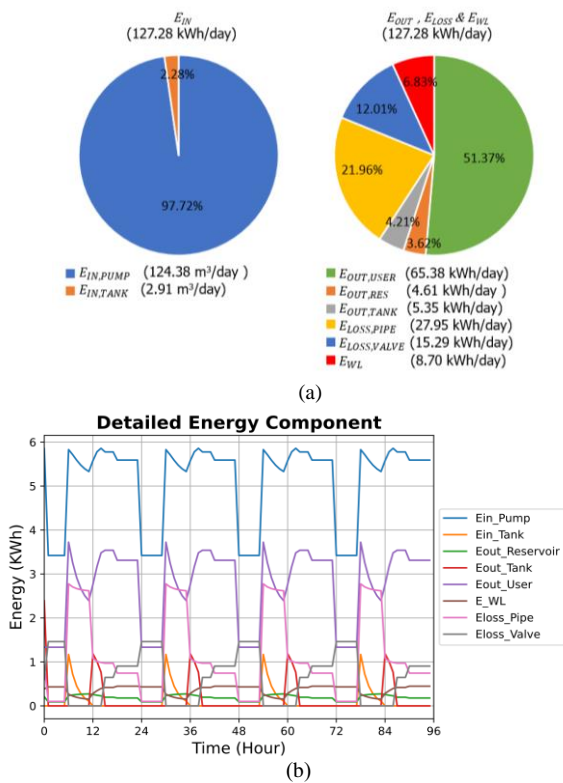 E_IN
(127.28 kWh/day)
2.28%
97.72%
E_IN,PUMP (124.38 m³/day )
E_IN,TANK (2.91 m³/day)
E_OUT , E_LOSS & E_WL
(127.28 kWh/day)
6.83%
12.01%
51.37%
21.96%
4.21%
3.62%
E_OUT,USER (65.38 kWh/day)
E_OUT,RES (4.61 kWh/day )
E_OUT,TANK (5.35 kWh/day)
E_LOSS,PIPE (27.95 kWh/day)
E_LOSS,VALVE (15.29 kWh/day)
E_WL (8.70 kWh/day)
(a)
Detailed Energy Component
Energy (KWh)
6
5
4
3
2
1
0
0 12 24 36 48 60 72 84 96
Time (Hour)
Ein_Pump
Ein_Tank
Eout_Reservoir
Eout_Tank
Eout_User
E_WL
Eloss_Pipe
Eloss_Valve
(b)